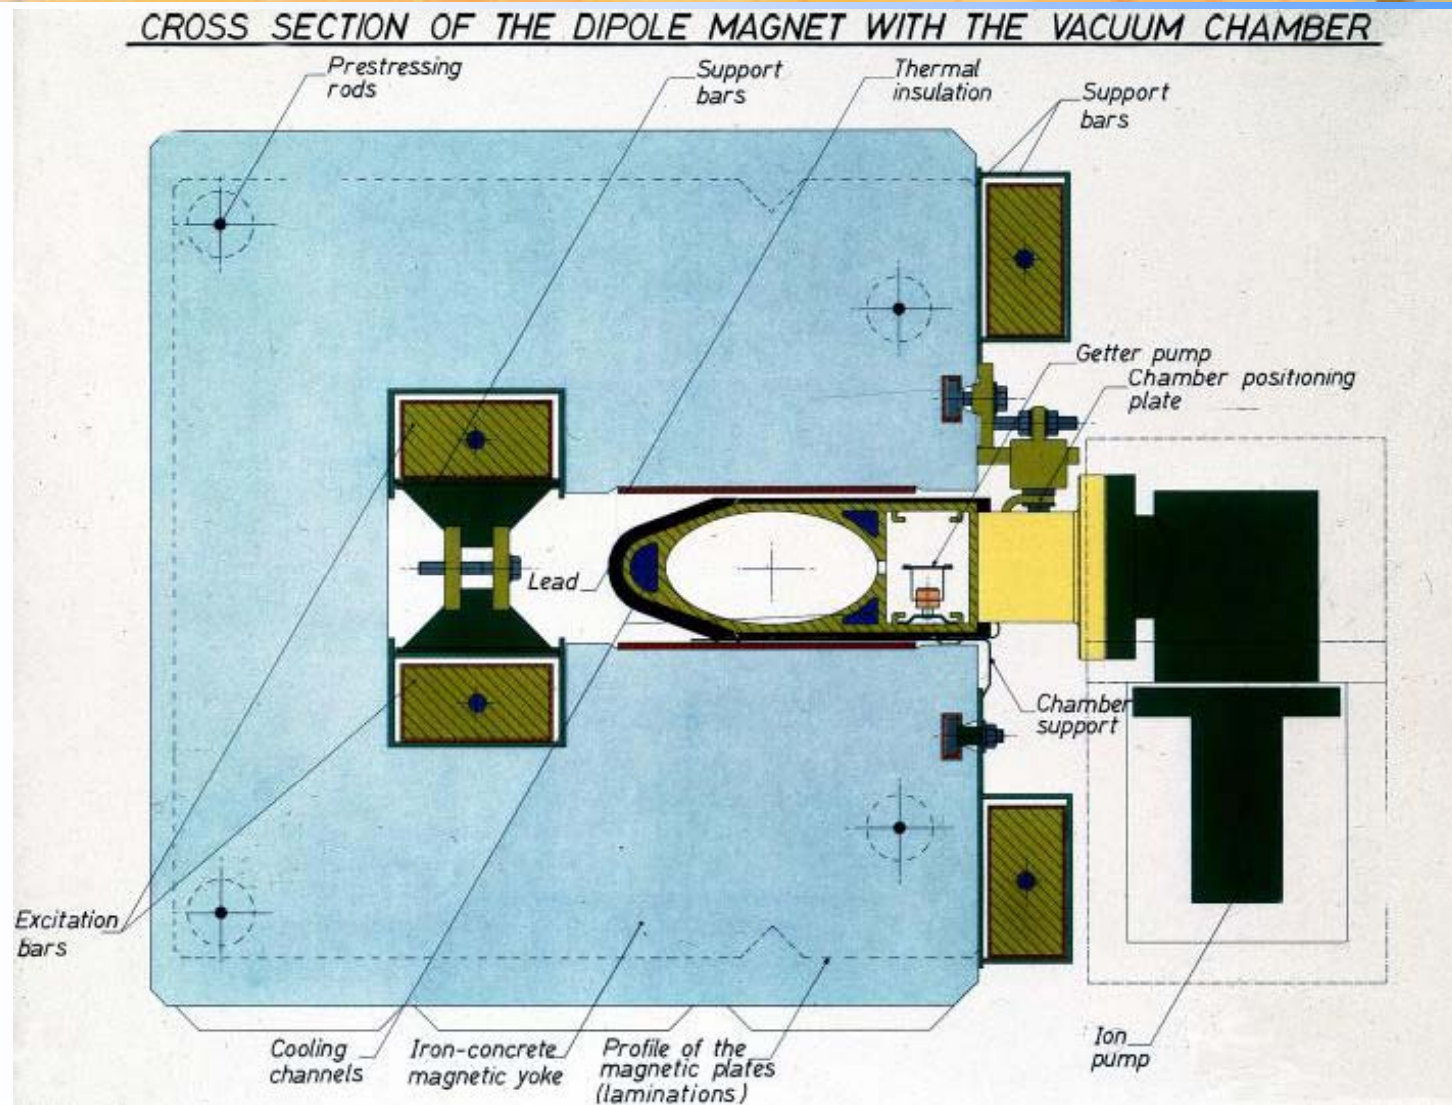 CROSS SECTION OF THE DIPOLE MAGNET WITH THE VACUUM CHAMBER
Prestressing
rods
Support
bars
Thermal
insulation
Support
bars
Getter pump
Chamber positioning
plate
Lead
Chamber
support
Excitation
bars
Cooling
channels
Iron-concrete
magnetic yoke
Profile of the
magnetic plates
(laminations)
Ion
pump